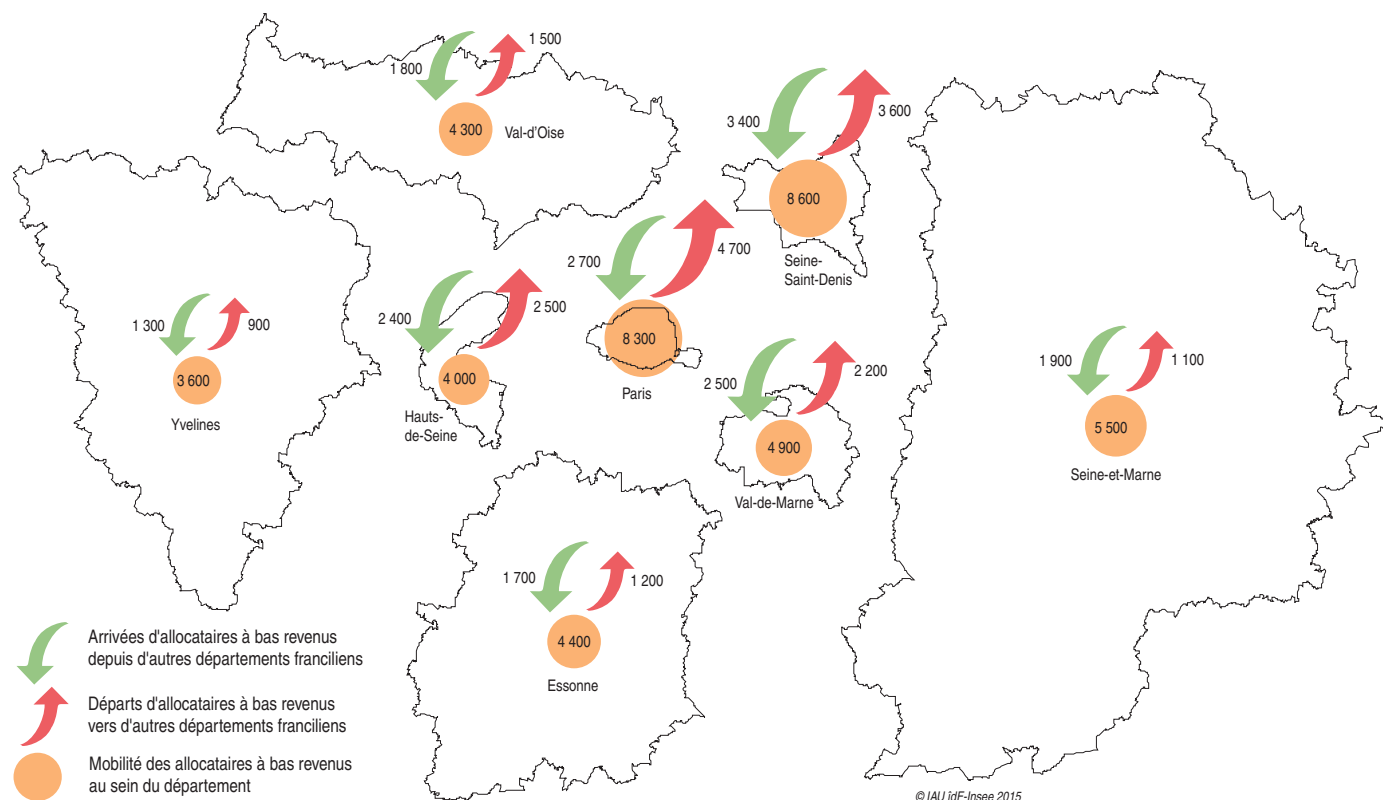 1 500
1 800
4 300
Val-d'Oise
3 400
3 600
8 600
Seine-
Saint-Denis
2 700
4 700
8 300
Paris
2 400
2 500
4 000
Hauts-
de-Seine
1 300
900
3 600
Yvelines
2 500
2 200
4 900
Val-de-Marne
1 900
1 100
5 500
Seine-et-Marne
1 700
1 200
4 400
Essonne
Arrivées d'allocataires à bas revenus
depuis d'autres départements franciliens
Départs d'allocataires à bas revenus
vers d'autres départements franciliens
Mobilité des allocataires à bas revenus
au sein du département
© IAU îdF-Insee 2015